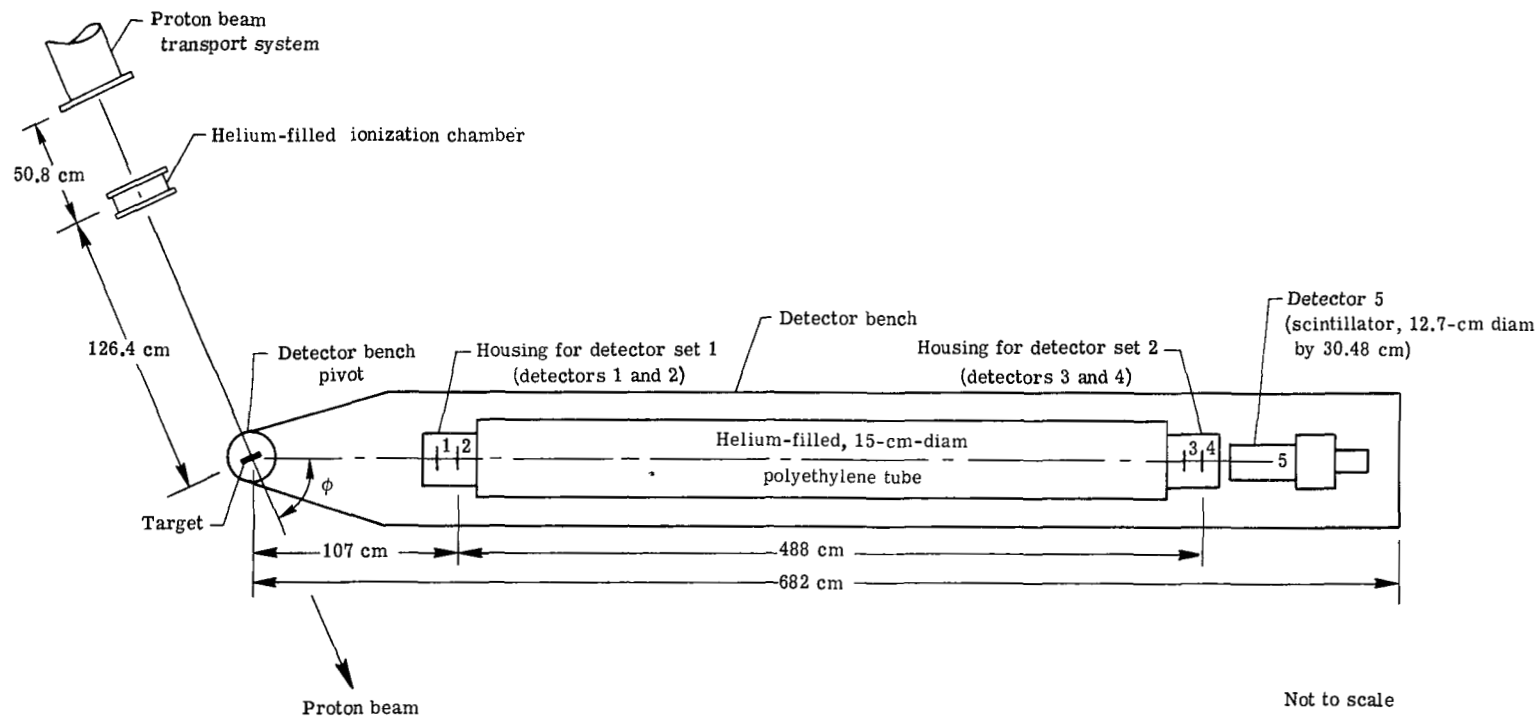 Proton beam
transport system
Helium-filled ionization chamber
50.8 cm
126.4 cm
Detector bench
pivot
Housing for detector set 1
(detectors 1 and 2)
Detector bench
Housing for detector set 2
(detectors 3 and 4)
Detector 5
(scintillator, 12.7-cm diam
by 30.48 cm)
1 2
Helium-filled, 15-cm-diam
polyethylene tube
3 4
5
ϕ
Target
107 cm
488 cm
682 cm
Proton beam
Not to scale